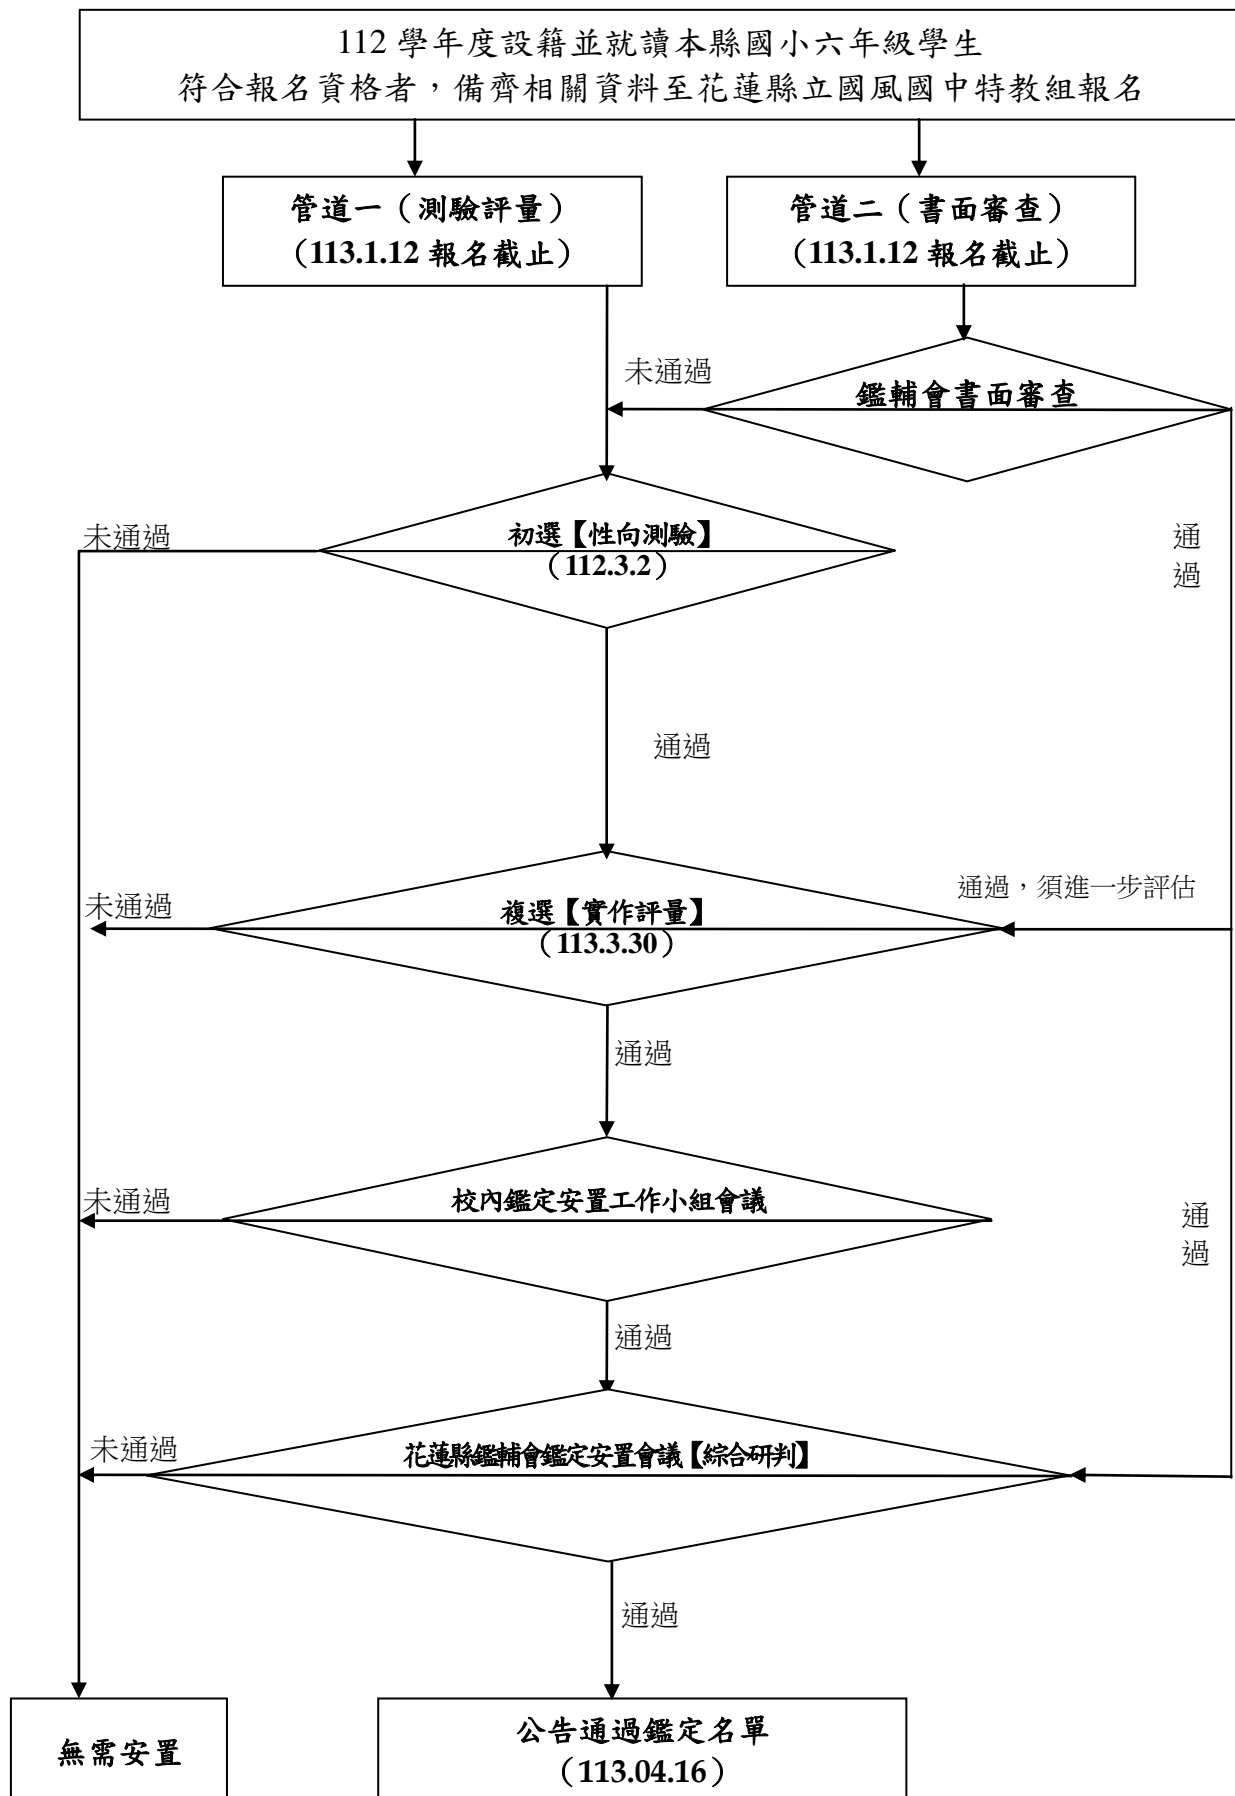 112 學年度設籍並就讀本縣國小六年級學生
符合報名資格者，備齊相關資料至花蓮縣立國風國中特教組報名
管道一（測驗評量）
（113.1.12 報名截止）
管道二（書面審查）
（113.1.12 報名截止）
未通過
鑑輔會書面審查
未通過
初選【性向測驗】
（112.3.2）
通
過
通過
通過，須進一步評估
未通過
複選【實作評量】
（113.3.30）
通過
未通過
校內鑑定安置工作小組會議
通
過
通過
未通過
花蓮縣鑑輔會鑑定安置會議【綜合研判】
通過
無需安置
公告通過鑑定名單
（113.04.16）